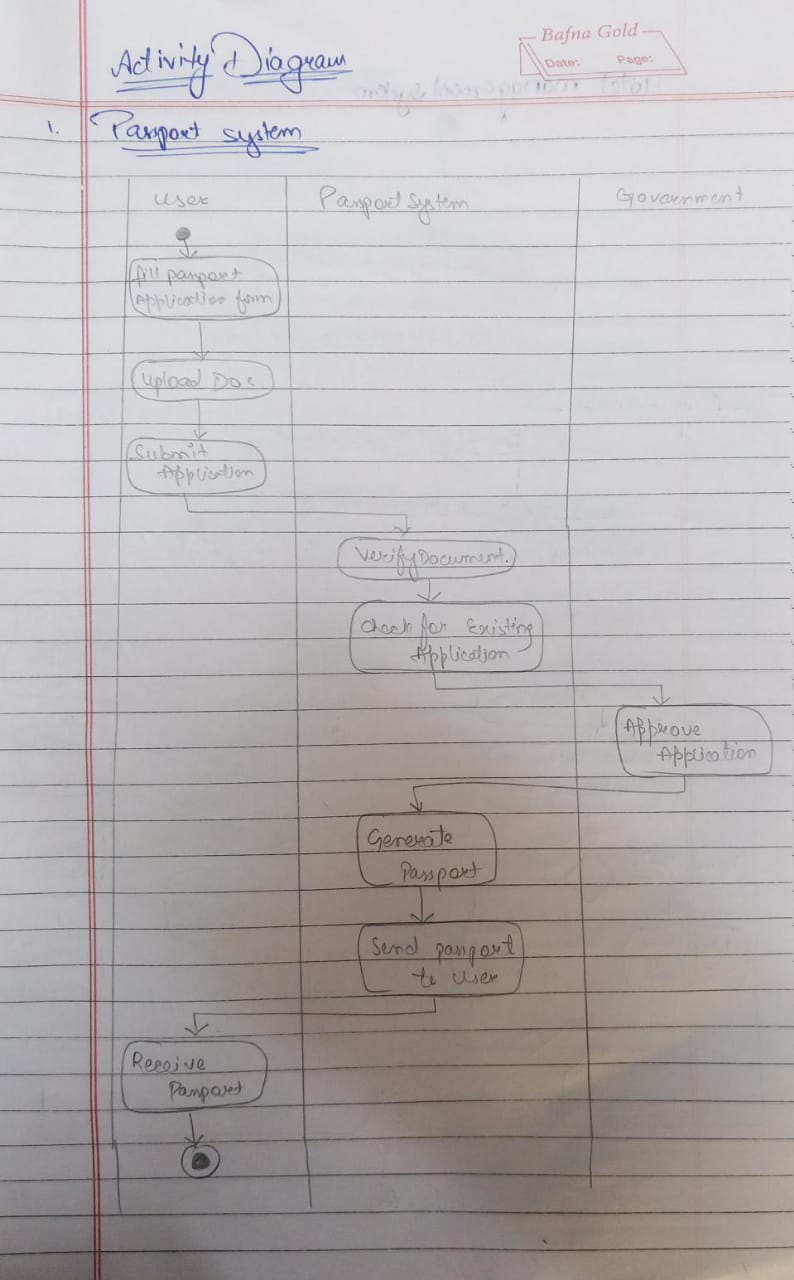 Bafna Gold
Date: Page:
Activity Diagram
1. Passport system
User Passport System Government
fill passport
Application form
Upload Doc
Submit
Application
Verify Document.
Check for Existing
Application
Approve
Application
Generate
Passport
Send passport
to User
Receive
Passport